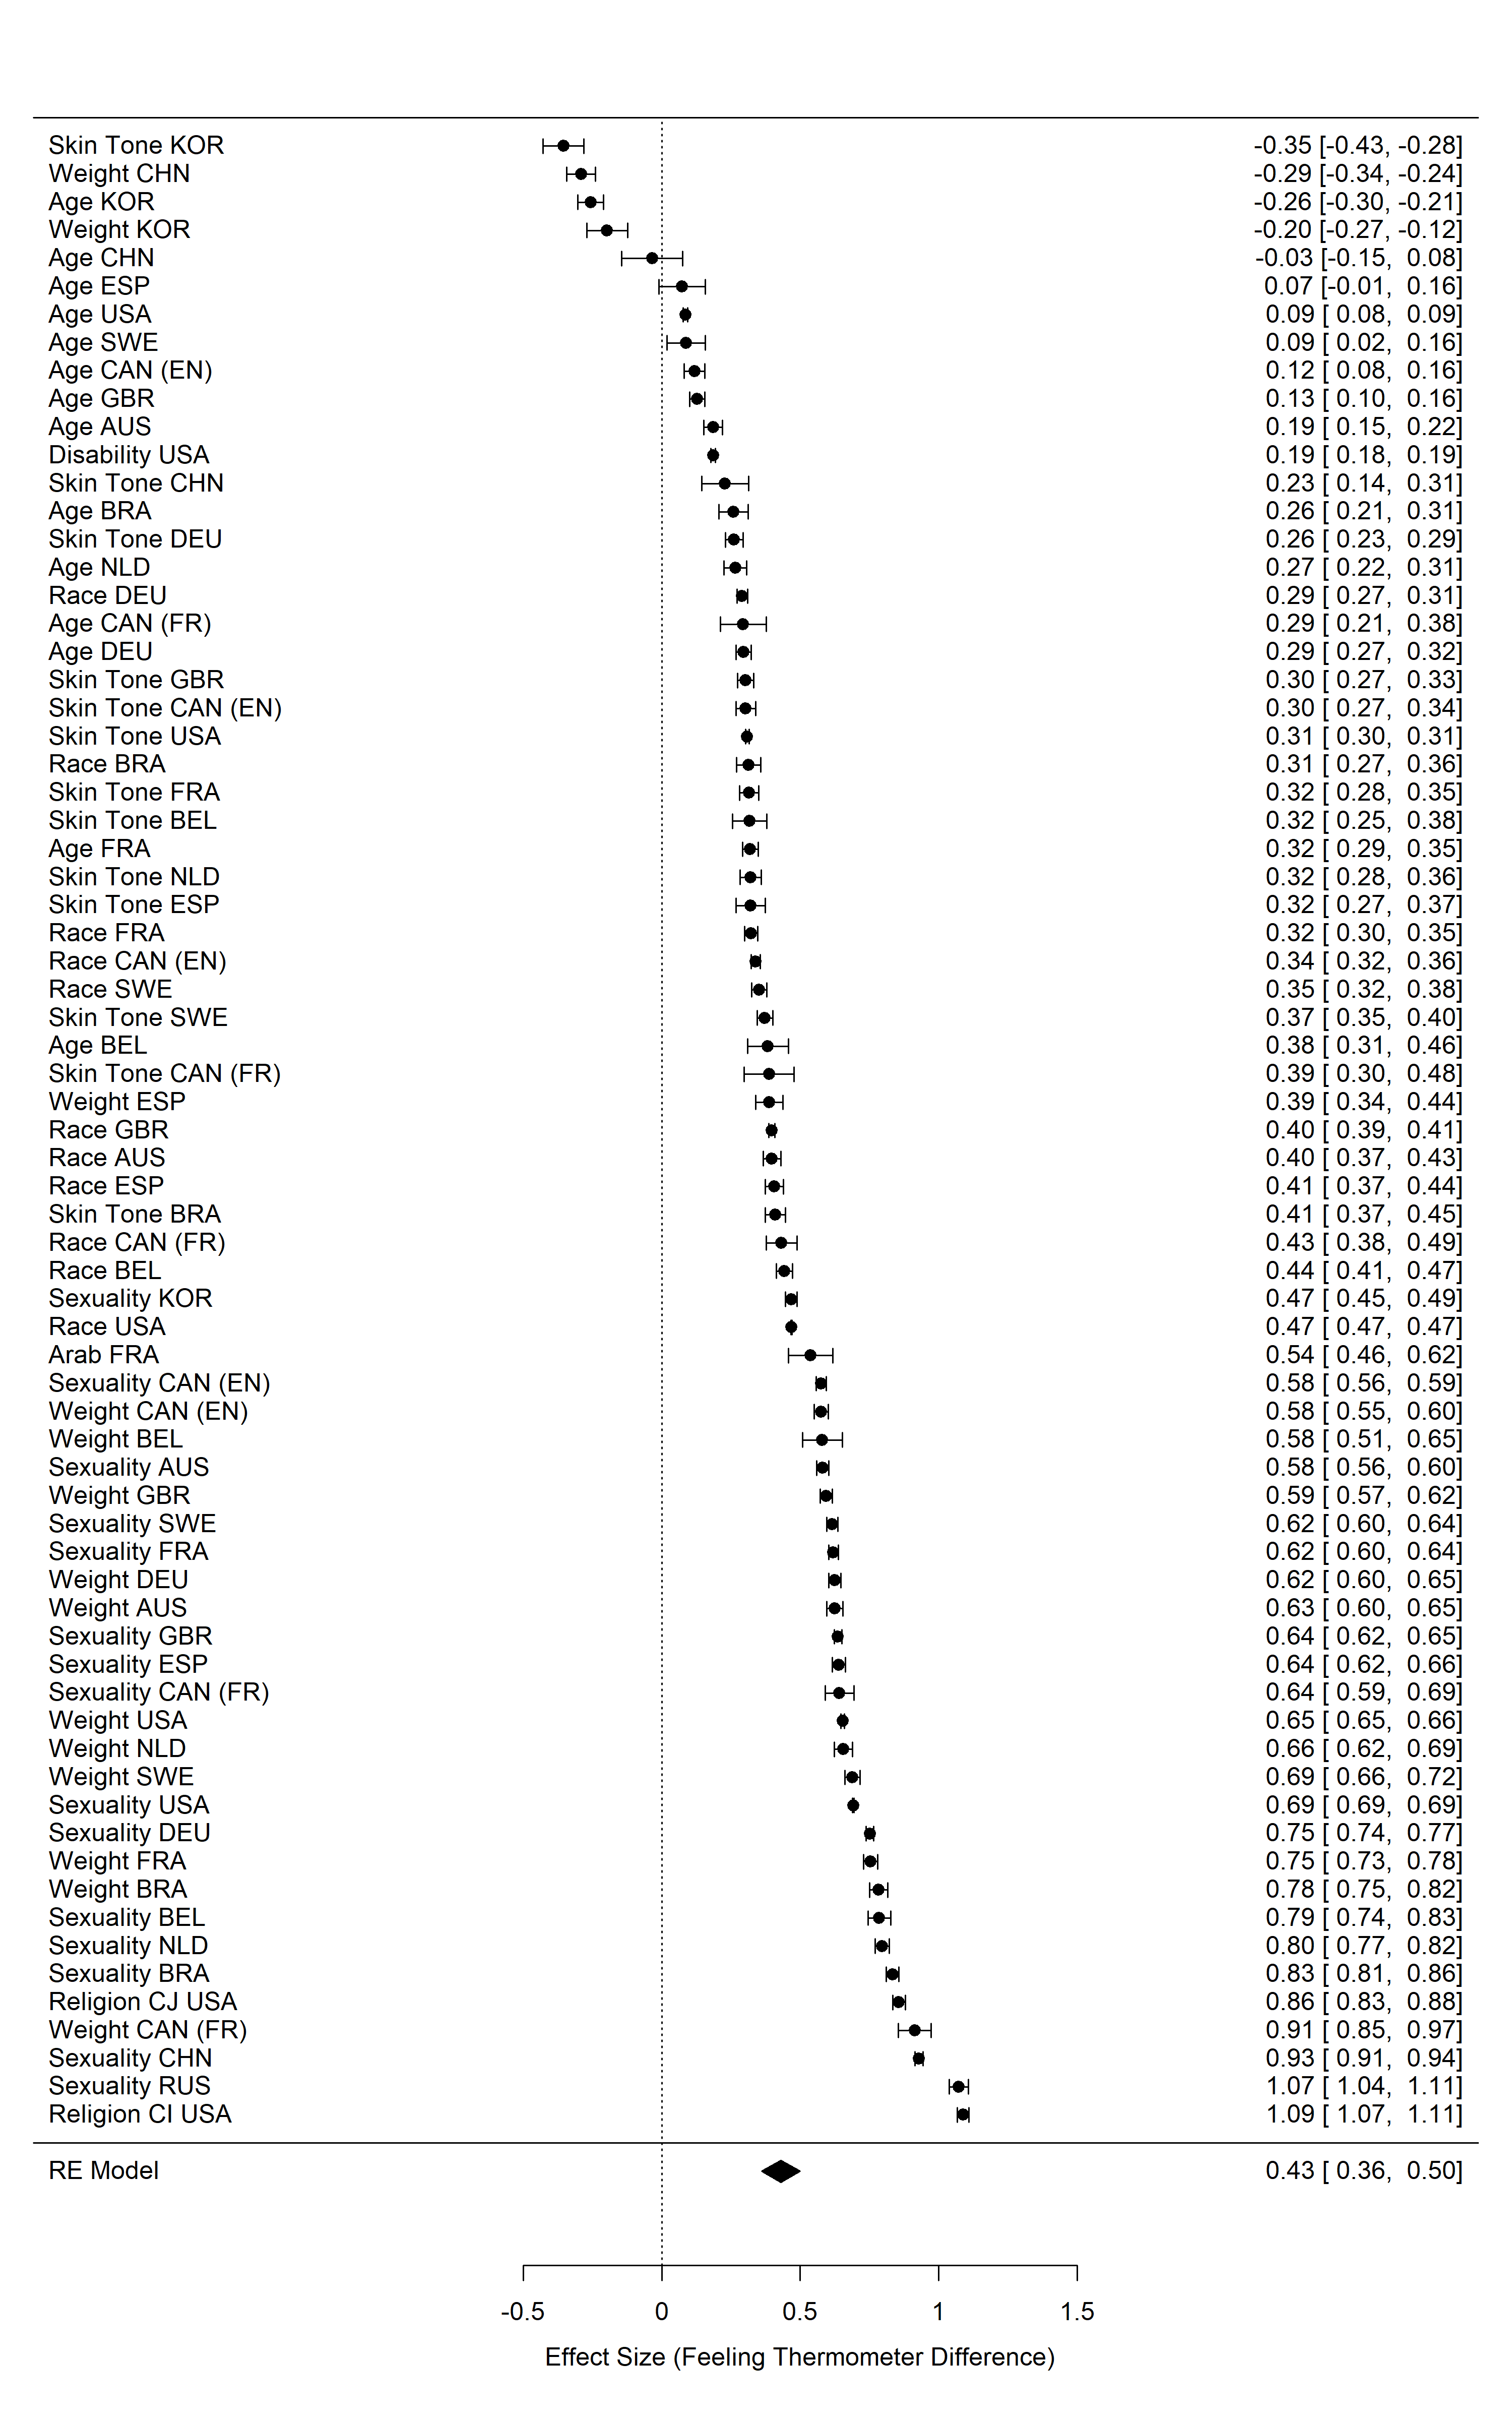 Skin Tone KOR -0.35 [-0.43, -0.28]
Weight CHN -0.29 [-0.34, -0.24]
Age KOR -0.26 [-0.30, -0.21]
Weight KOR -0.20 [-0.27, -0.12]
Age CHN -0.03 [-0.15, 0.08]
Age ESP 0.07 [-0.01, 0.16]
Age USA 0.09 [ 0.08, 0.09]
Age SWE 0.09 [ 0.02, 0.16]
Age CAN (EN) 0.12 [ 0.08, 0.16]
Age GBR 0.13 [ 0.10, 0.16]
Age AUS 0.19 [ 0.15, 0.22]
Disability USA 0.19 [ 0.18, 0.19]
Skin Tone CHN 0.23 [ 0.14, 0.31]
Age BRA 0.26 [ 0.21, 0.31]
Skin Tone DEU 0.26 [ 0.23, 0.29]
Age NLD 0.27 [ 0.22, 0.31]
Race DEU 0.29 [ 0.27, 0.31]
Age CAN (FR) 0.29 [ 0.21, 0.38]
Age DEU 0.29 [ 0.27, 0.32]
Skin Tone GBR 0.30 [ 0.27, 0.33]
Skin Tone CAN (EN) 0.30 [ 0.27, 0.34]
Skin Tone USA 0.31 [ 0.30, 0.31]
Race BRA 0.31 [ 0.27, 0.36]
Skin Tone FRA 0.32 [ 0.28, 0.35]
Skin Tone BEL 0.32 [ 0.25, 0.38]
Age FRA 0.32 [ 0.29, 0.35]
Skin Tone NLD 0.32 [ 0.28, 0.36]
Skin Tone ESP 0.32 [ 0.27, 0.37]
Race FRA 0.32 [ 0.30, 0.35]
Race CAN (EN) 0.34 [ 0.32, 0.36]
Race SWE 0.35 [ 0.32, 0.38]
Skin Tone SWE 0.37 [ 0.35, 0.40]
Age BEL 0.38 [ 0.31, 0.46]
Skin Tone CAN (FR) 0.39 [ 0.30, 0.48]
Weight ESP 0.39 [ 0.34, 0.44]
Race GBR 0.40 [ 0.39, 0.41]
Race AUS 0.40 [ 0.37, 0.43]
Race ESP 0.41 [ 0.37, 0.44]
Skin Tone BRA 0.41 [ 0.37, 0.45]
Race CAN (FR) 0.43 [ 0.38, 0.49]
Race BEL 0.44 [ 0.41, 0.47]
Sexuality KOR 0.47 [ 0.45, 0.49]
Race USA 0.47 [ 0.47, 0.47]
Arab FRA 0.54 [ 0.46, 0.62]
Sexuality CAN (EN) 0.58 [ 0.56, 0.59]
Weight CAN (EN) 0.58 [ 0.55, 0.60]
Weight BEL 0.58 [ 0.51, 0.65]
Sexuality AUS 0.58 [ 0.56, 0.60]
Weight GBR 0.59 [ 0.57, 0.62]
Sexuality SWE 0.62 [ 0.60, 0.64]
Sexuality FRA 0.62 [ 0.60, 0.64]
Weight DEU 0.62 [ 0.60, 0.65]
Weight AUS 0.63 [ 0.60, 0.65]
Sexuality GBR 0.64 [ 0.62, 0.65]
Sexuality ESP 0.64 [ 0.62, 0.66]
Sexuality CAN (FR) 0.64 [ 0.59, 0.69]
Weight USA 0.65 [ 0.65, 0.66]
Weight NLD 0.66 [ 0.62, 0.69]
Weight SWE 0.69 [ 0.66, 0.72]
Sexuality USA 0.69 [ 0.69, 0.69]
Sexuality DEU 0.75 [ 0.74, 0.77]
Weight FRA 0.75 [ 0.73, 0.78]
Weight BRA 0.78 [ 0.75, 0.82]
Sexuality BEL 0.79 [ 0.74, 0.83]
Sexuality NLD 0.80 [ 0.77, 0.82]
Sexuality BRA 0.83 [ 0.81, 0.86]
Religion CJ USA 0.86 [ 0.83, 0.88]
Weight CAN (FR) 0.91 [ 0.85, 0.97]
Sexuality CHN 0.93 [ 0.91, 0.94]
Sexuality RUS 1.07 [ 1.04, 1.11]
Religion CI USA 1.09 [ 1.07, 1.11]
RE Model 0.43 [ 0.36, 0.50]
-0.5 0 0.5 1 1.5
Effect Size (Feeling Thermometer Difference)